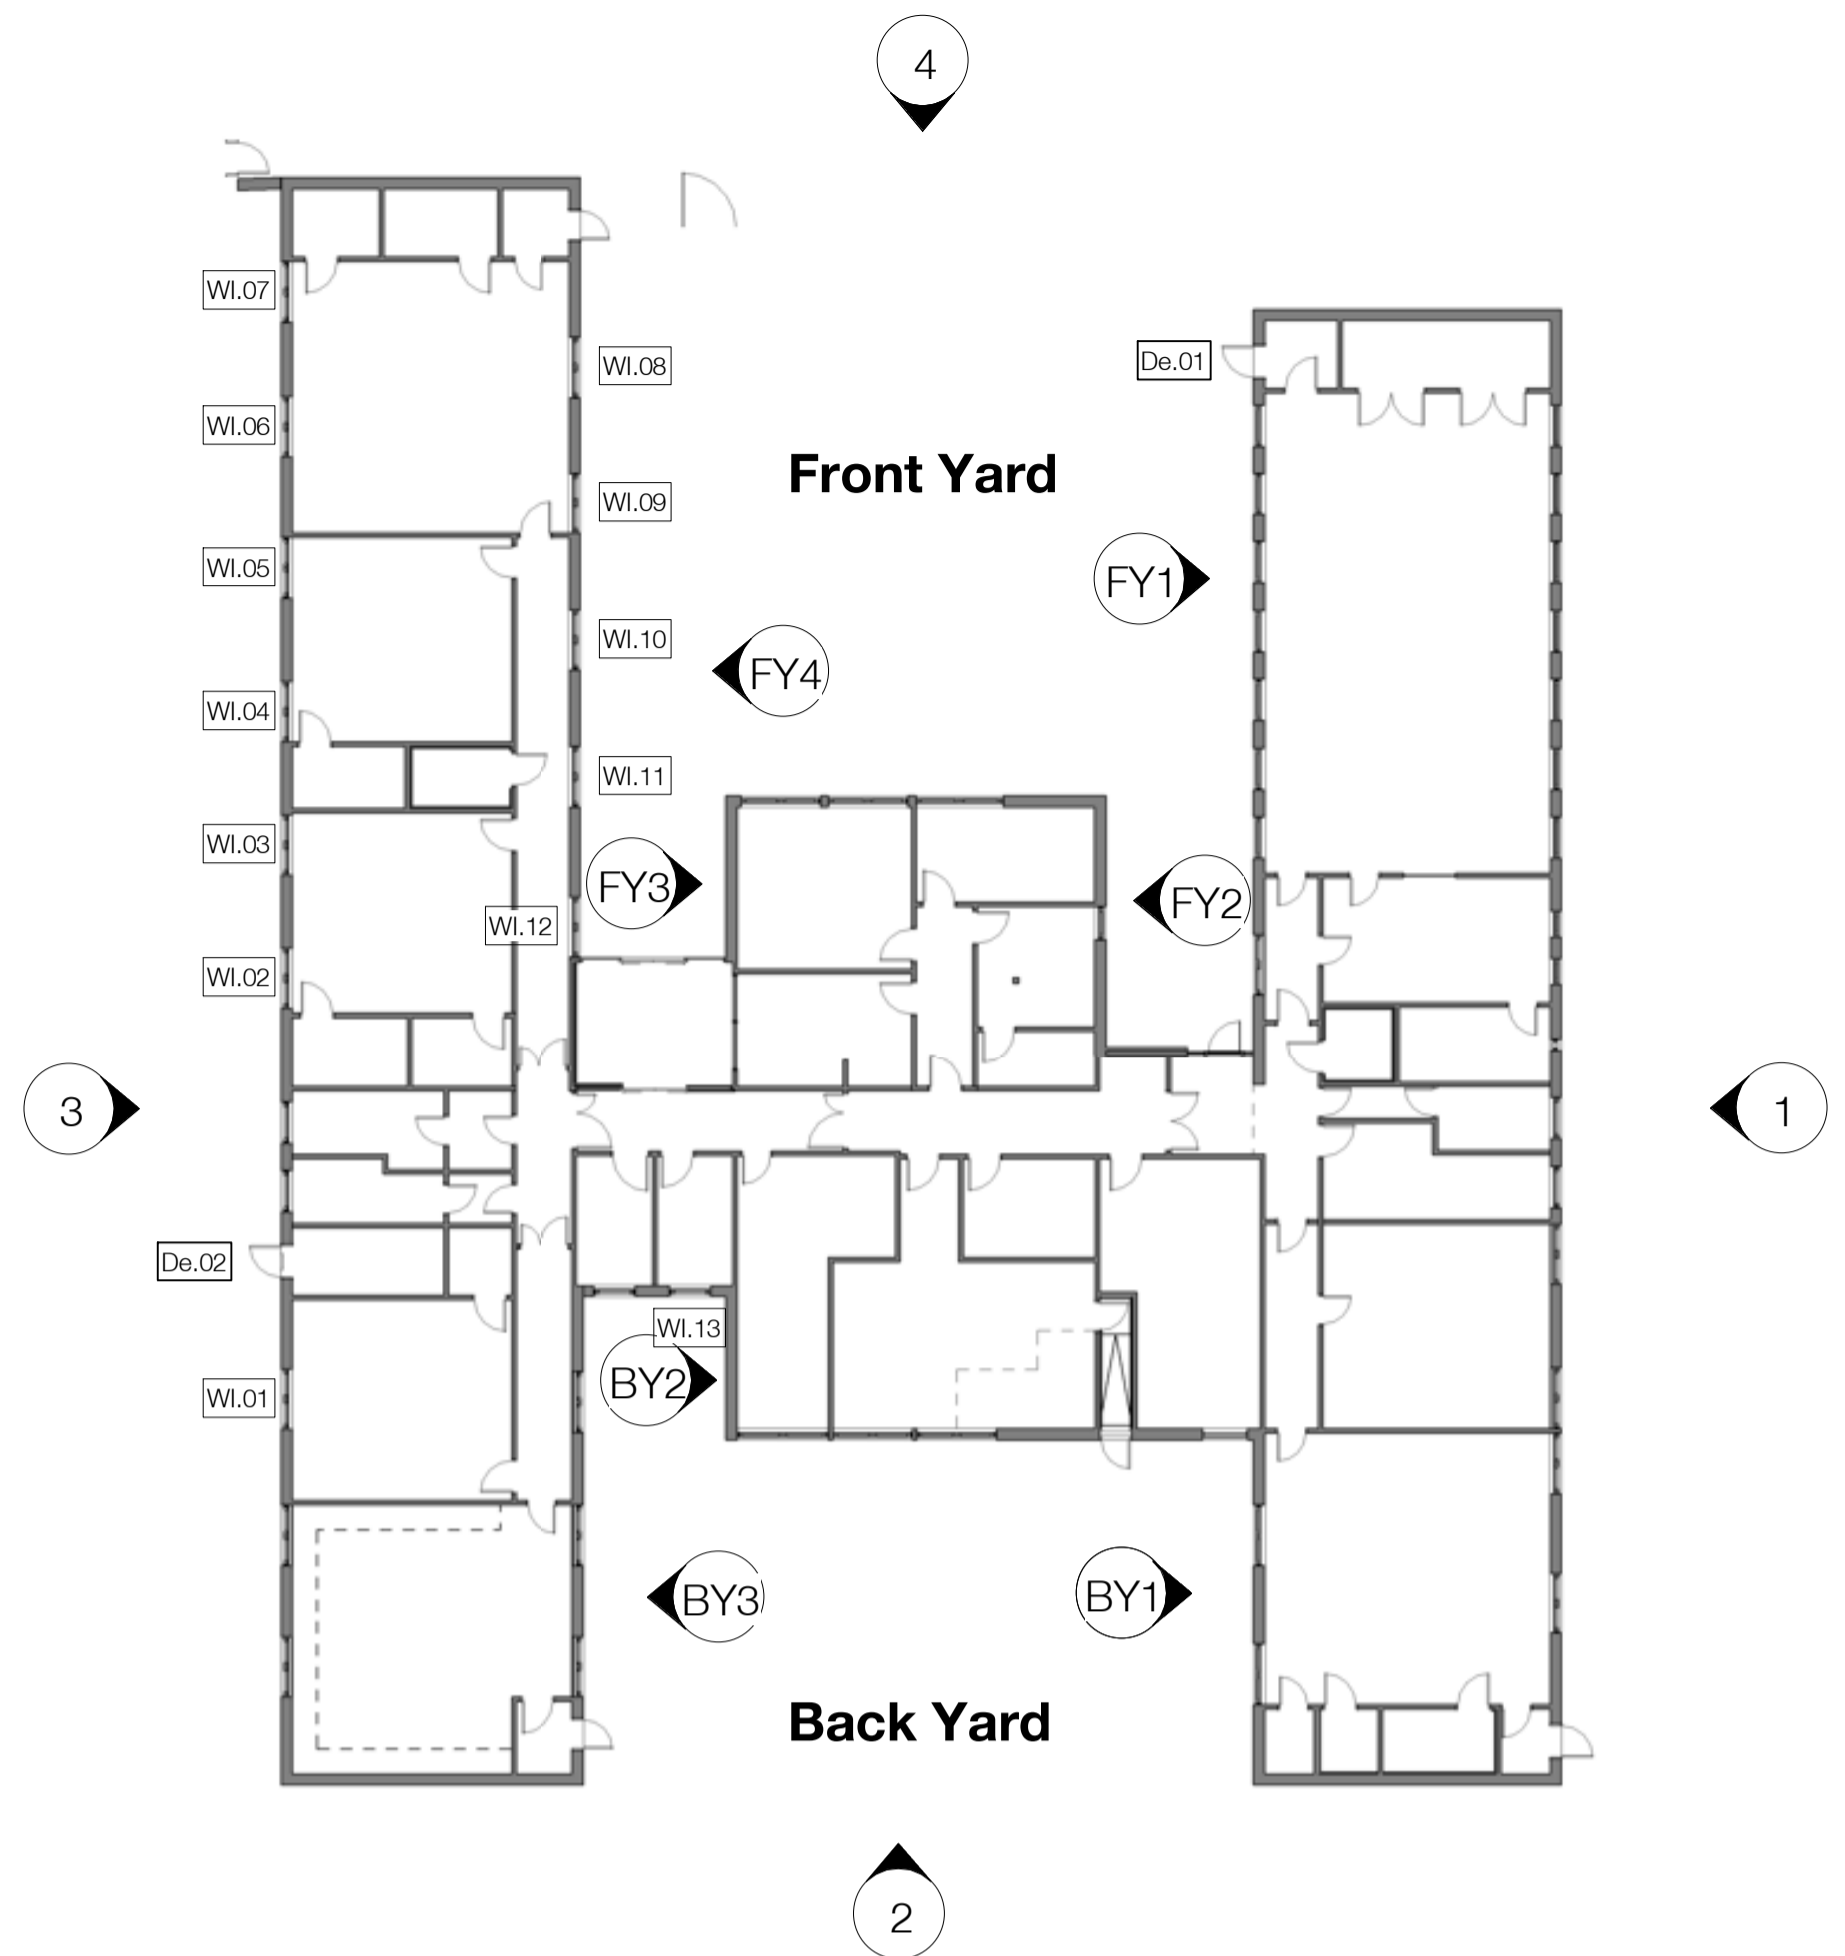 4
WI.07
WI.08
De.01
WI.06
Front Yard
WI.09
WI.05
FY1
WI.10
FY4
WI.04
WI.11
WI.03
FY3
FY2
WI.12
WI.02
3
1
De.02
WI.13
BY2
WI.01
BY3
BY1
Back Yard
2